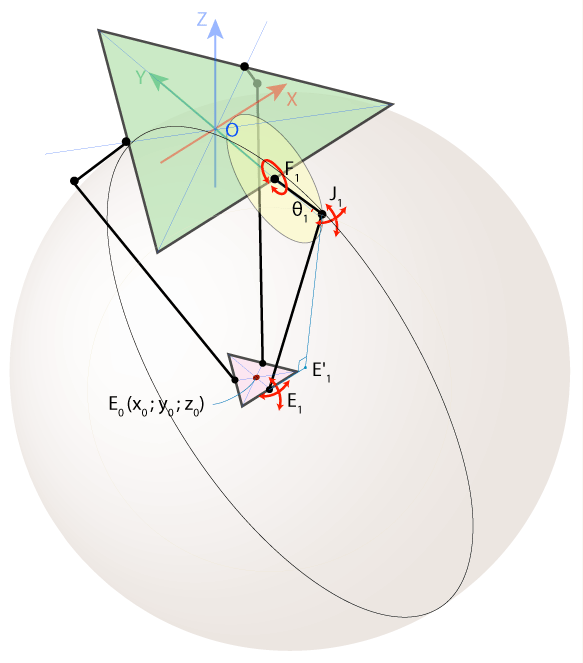 Z
Y
X
O
F₁
J₁
θ₁
E'₁
E₀(x₀; y₀; z₀)
E₁